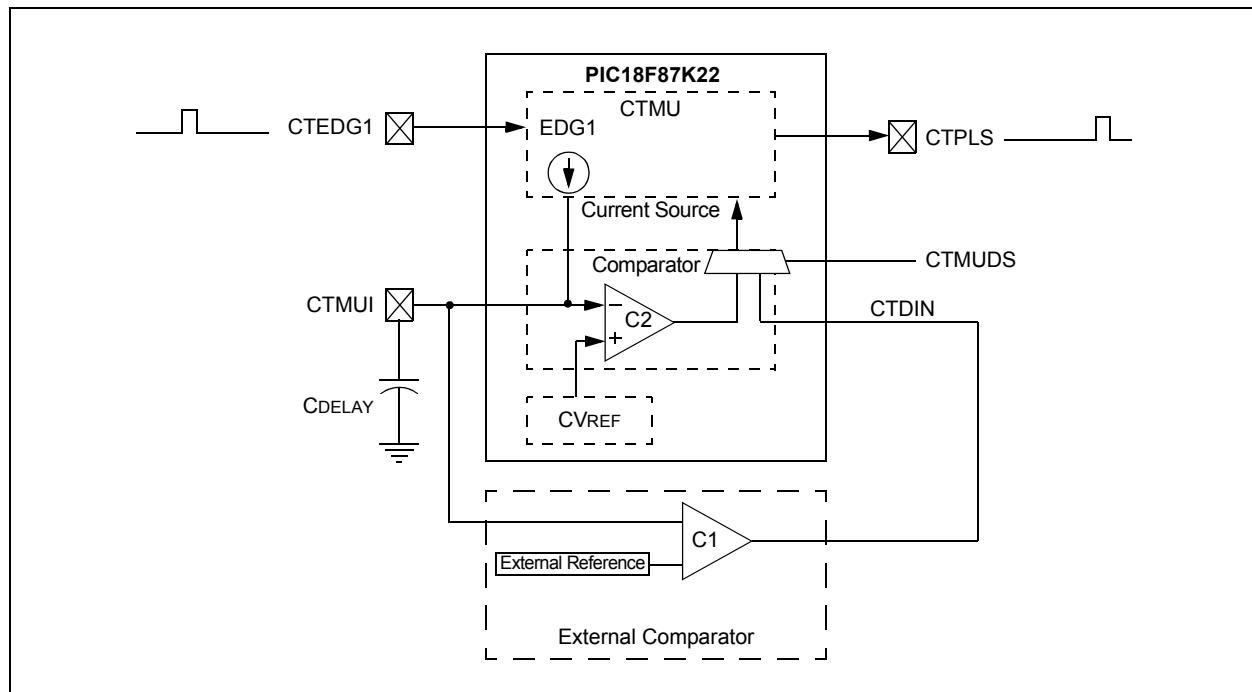 PIC18F87K22
CTMU
CTEDG1
EDG1
CTPLS
Current Source
Comparator
CTMUDS
CTMUI
−
C2
+
CTDIN
CDELAY
CVREF
C1
External Reference
External Comparator